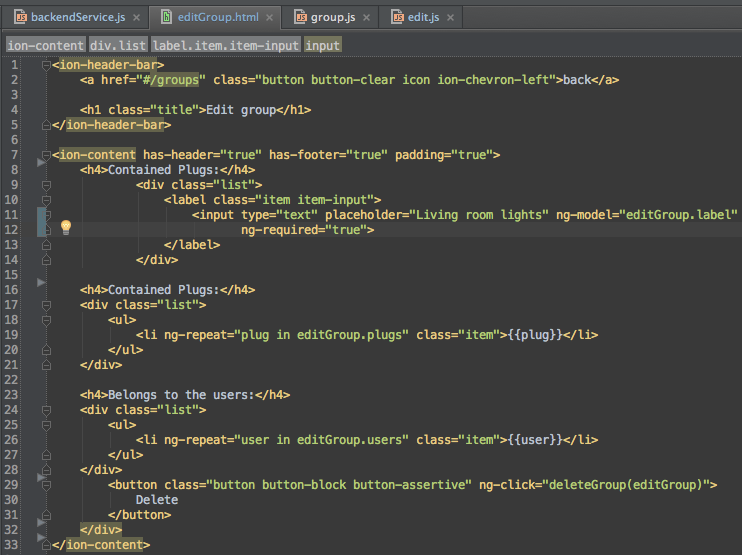 backendService.js × editGroup.html × group.js × edit.js ×
ion-content div.list label.item.item-input input
1 <ion-header-bar>
2 <a href="#/groups" class="button button-clear icon ion-chevron-left">back</a>
3
4 <h1 class="title">Edit group</h1>
5 </ion-header-bar>
6
7 <ion-content has-header="true" has-footer="true" padding="true">
8 <h4>Contained Plugs:</h4>
9 <div class="list">
10 <label class="item item-input">
11 <input type="text" placeholder="Living room lights" ng-model="editGroup.label"
12 ng-required="true">
13 </label>
14 </div>
15
16 <h4>Contained Plugs:</h4>
17 <div class="list">
18 <ul>
19 <li ng-repeat="plug in editGroup.plugs" class="item">{{plug}}</li>
20 </ul>
21 </div>
22
23 <h4>Belongs to the users:</h4>
24 <div class="list">
25 <ul>
26 <li ng-repeat="user in editGroup.users" class="item">{{user}}</li>
27 </ul>
28 </div>
29 <button class="button button-block button-assertive" ng-click="deleteGroup(editGroup)">
30 Delete
31 </button>
32 </div>
33 </ion-content>